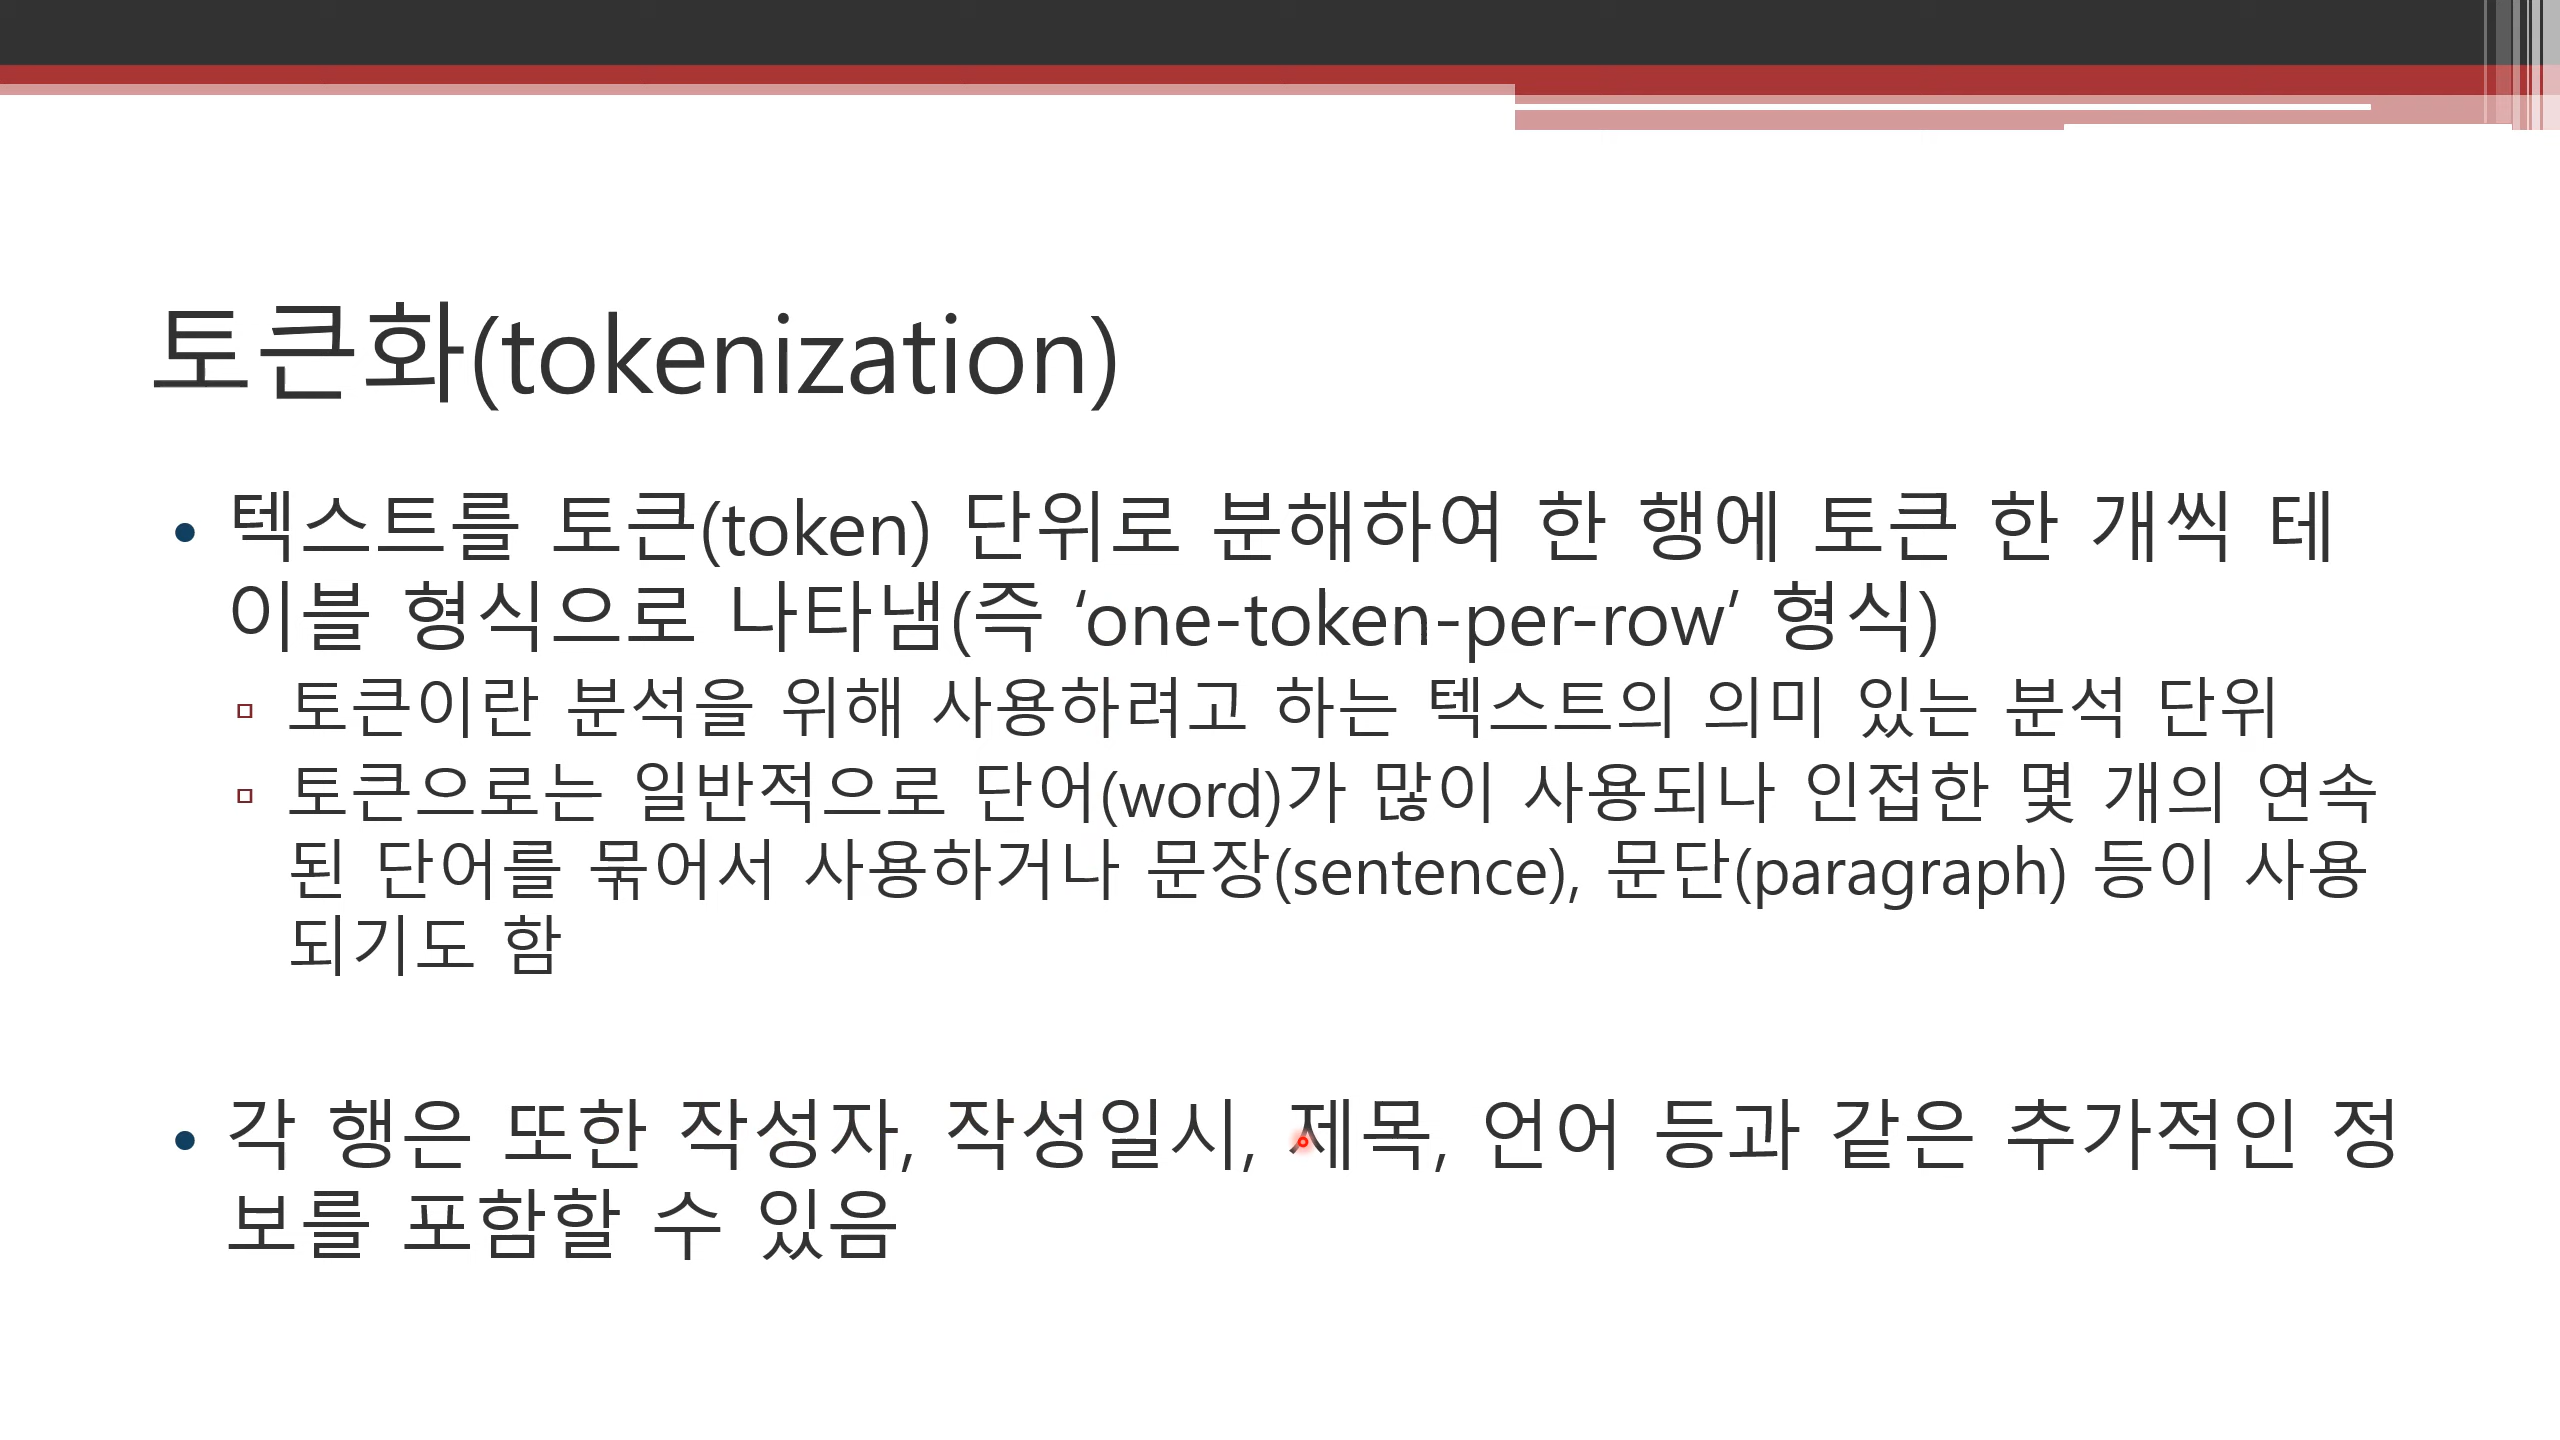 토큰화(tokenization)
• 텍스트를 토큰(token) 단위로 분해하여 한 행에 토큰 한 개씩 테
이블 형식으로 나타냄(즉 ‘one-token-per-row’ 형식)
▫ 토큰이란 분석을 위해 사용하려고 하는 텍스트의 의미 있는 분석 단위
▫ 토큰으로는 일반적으로 단어(word)가 많이 사용되나 인접한 몇 개의 연속
된 단어를 묶어서 사용하거나 문장(sentence), 문단(paragraph) 등이 사용
되기도 함
• 각 행은 또한 작성자, 작성일시, 제목, 언어 등과 같은 추가적인 정
보를 포함할 수 있음